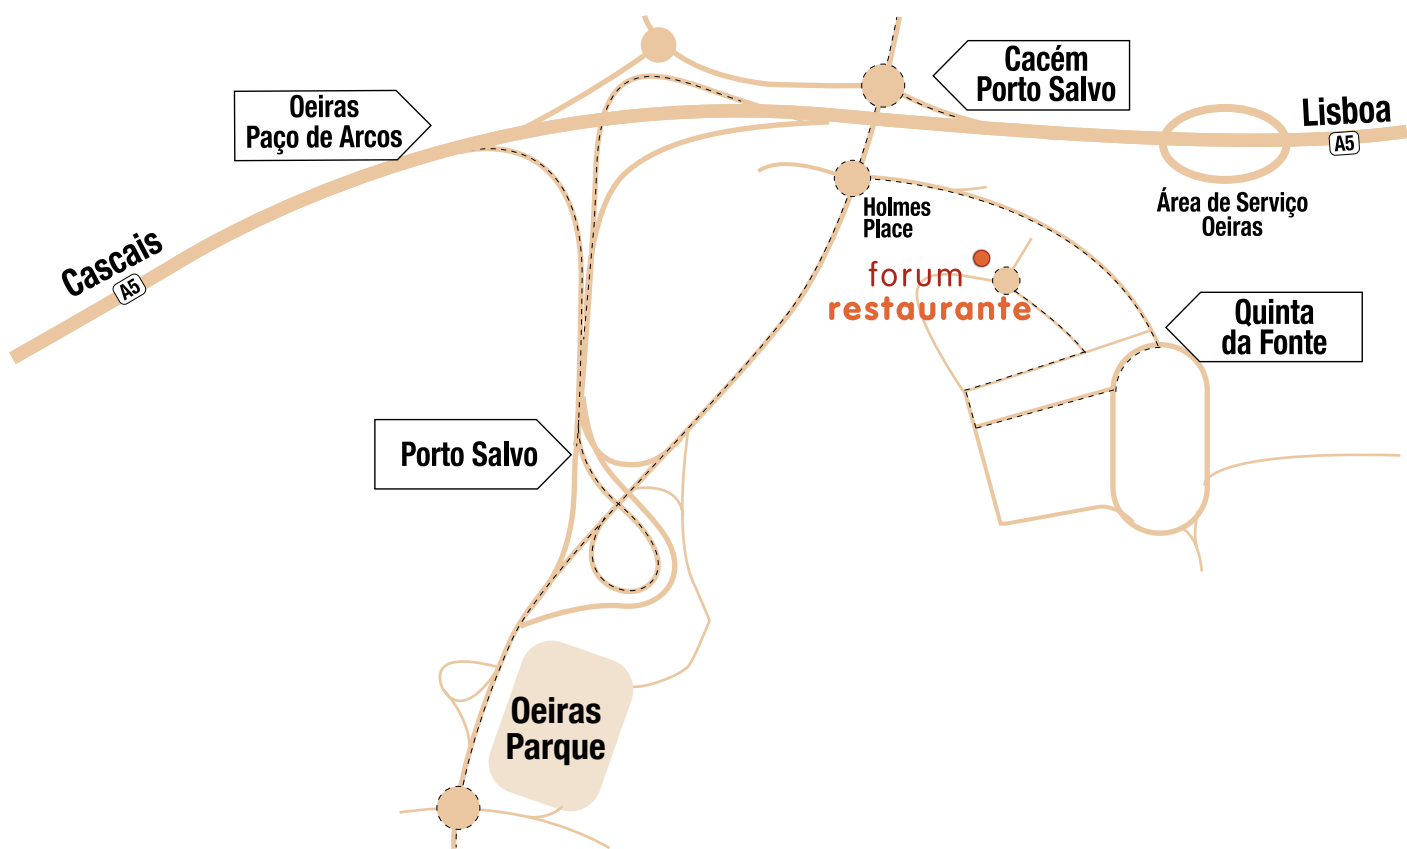 Cacém
Porto Salvo
Oeiras
Paço de Arcos
Lisboa
A5
Área de Serviço
Oeiras
Holmes
Place
Cascais
A5
forum
restaurante
Quinta
da Fonte
Porto Salvo
Oeiras
Parque